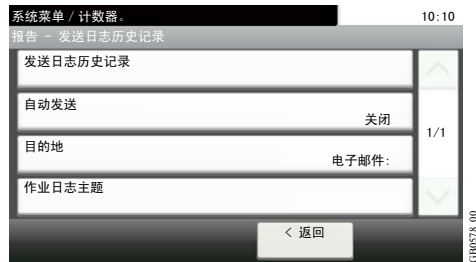 系统菜单 / 计数器。
10:10
报告 - 发送日志历史记录
发送日志历史记录
自动发送
关闭
1/1
目的地
电子邮件:
作业日志主题
< 返回
GB0578_00